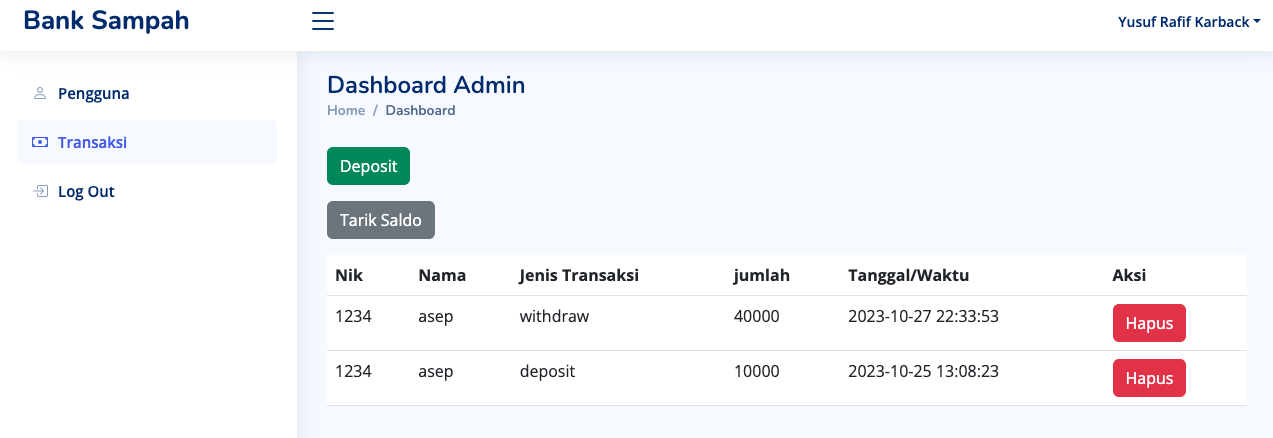 Bank Sampah
Yusuf Rafif Karback
Pengguna
Transaksi
Log Out
Dashboard Admin
Home / Dashboard
Deposit
Tarik Saldo
Nik Nama Jenis Transaksi jumlah Tanggal/Waktu Aksi
1234 asep withdraw 40000 2023-10-27 22:33:53 Hapus
1234 asep deposit 10000 2023-10-25 13:08:23 Hapus